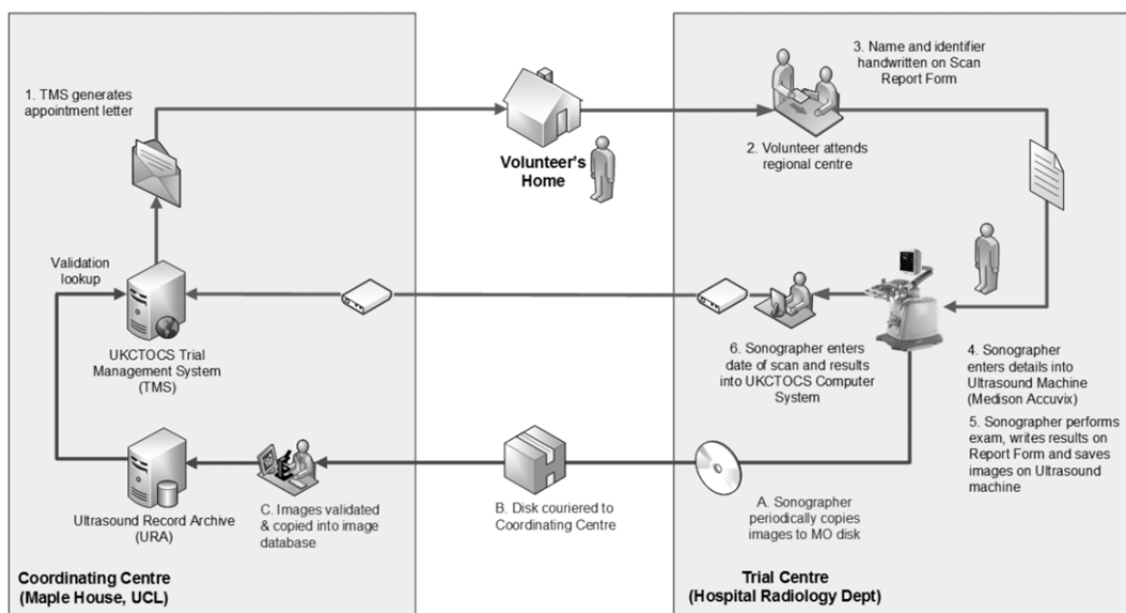 1. TMS generates
appointment letter
Volunteer's
Home
3. Name and identifier
handwritten on Scan
Report Form
2. Volunteer attends
regional centre
Validation
lookup
UKCTOCS Trial
Management System
(TMS)
6. Sonographer enters
date of scan and results
into UKCTOCS Computer
System
4. Sonographer
enters details into
Ultrasound Machine
(Medison Accuvix)
5. Sonographer performs
exam, writes results on
Report Form and saves
images on Ultrasound
machine
Ultrasound Record Archive
(URA)
C. Images validated
& copied into image
database
B. Disk couriered to
Coordinating Centre
A. Sonographer
periodically copies
images to MO disk
Coordinating Centre
(Maple House, UCL)
Trial Centre
(Hospital Radiology Dept)